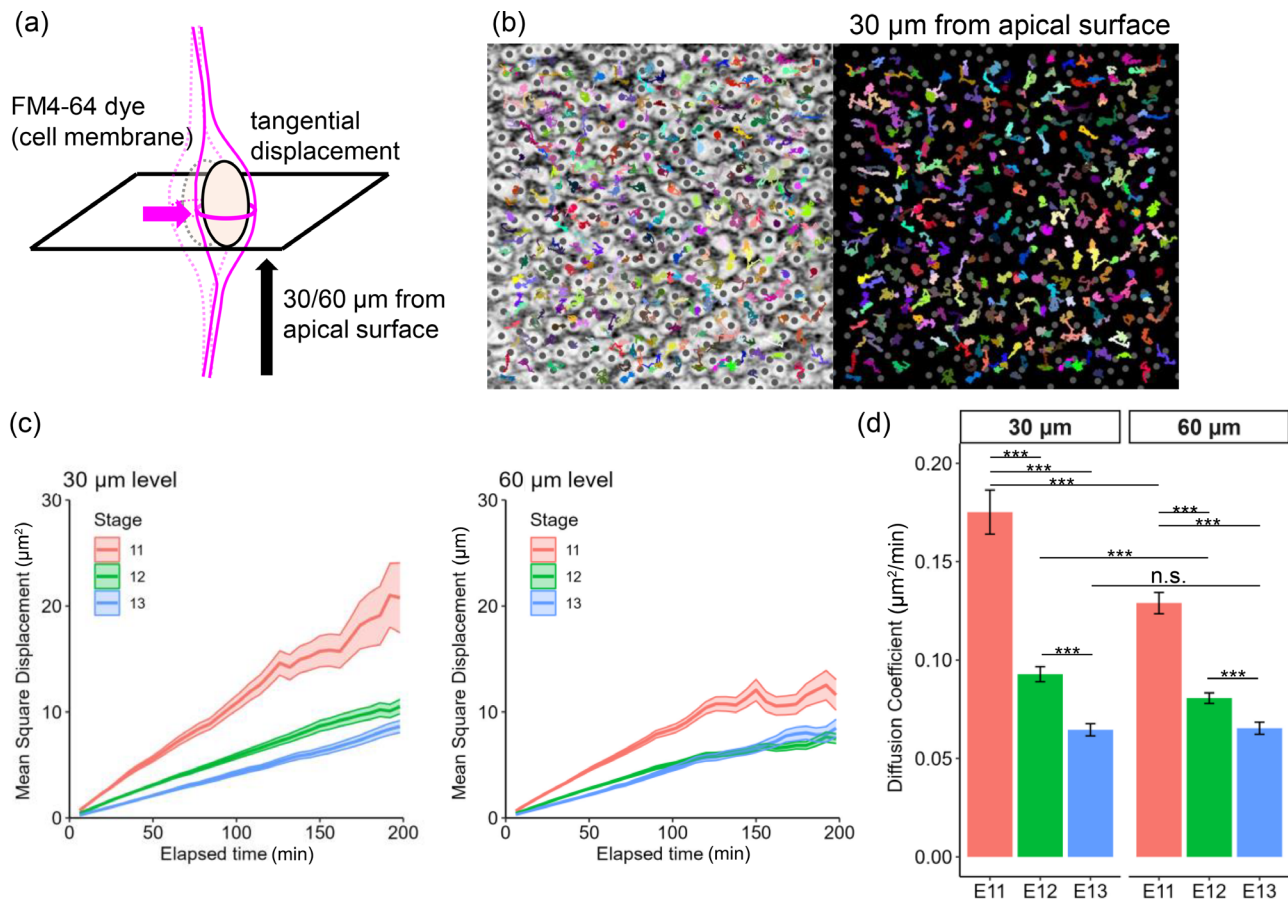 (a)
FM4-64 dye
(cell membrane)
tangential
displacement
30/60 µm from
apical surface
(b)
30 µm from apical surface
(c)
30 µm level
Mean Square Displacement (µm²)
30
20
10
0
Stage
11
12
13
0
50
100
150
200
Elapsed time (min)
60 µm level
Mean Square Displacement (µm)
30
20
10
0
Stage
11
12
13
0
50
100
150
200
Elapsed time (min)
(d)
30 µm
60 µm
Diffusion Coefficient (µm²/min)
0.20
0.15
0.10
0.05
0.00
***
***
***
***
***
***
n.s.
***
***
E11
E12
E13
E11
E12
E13